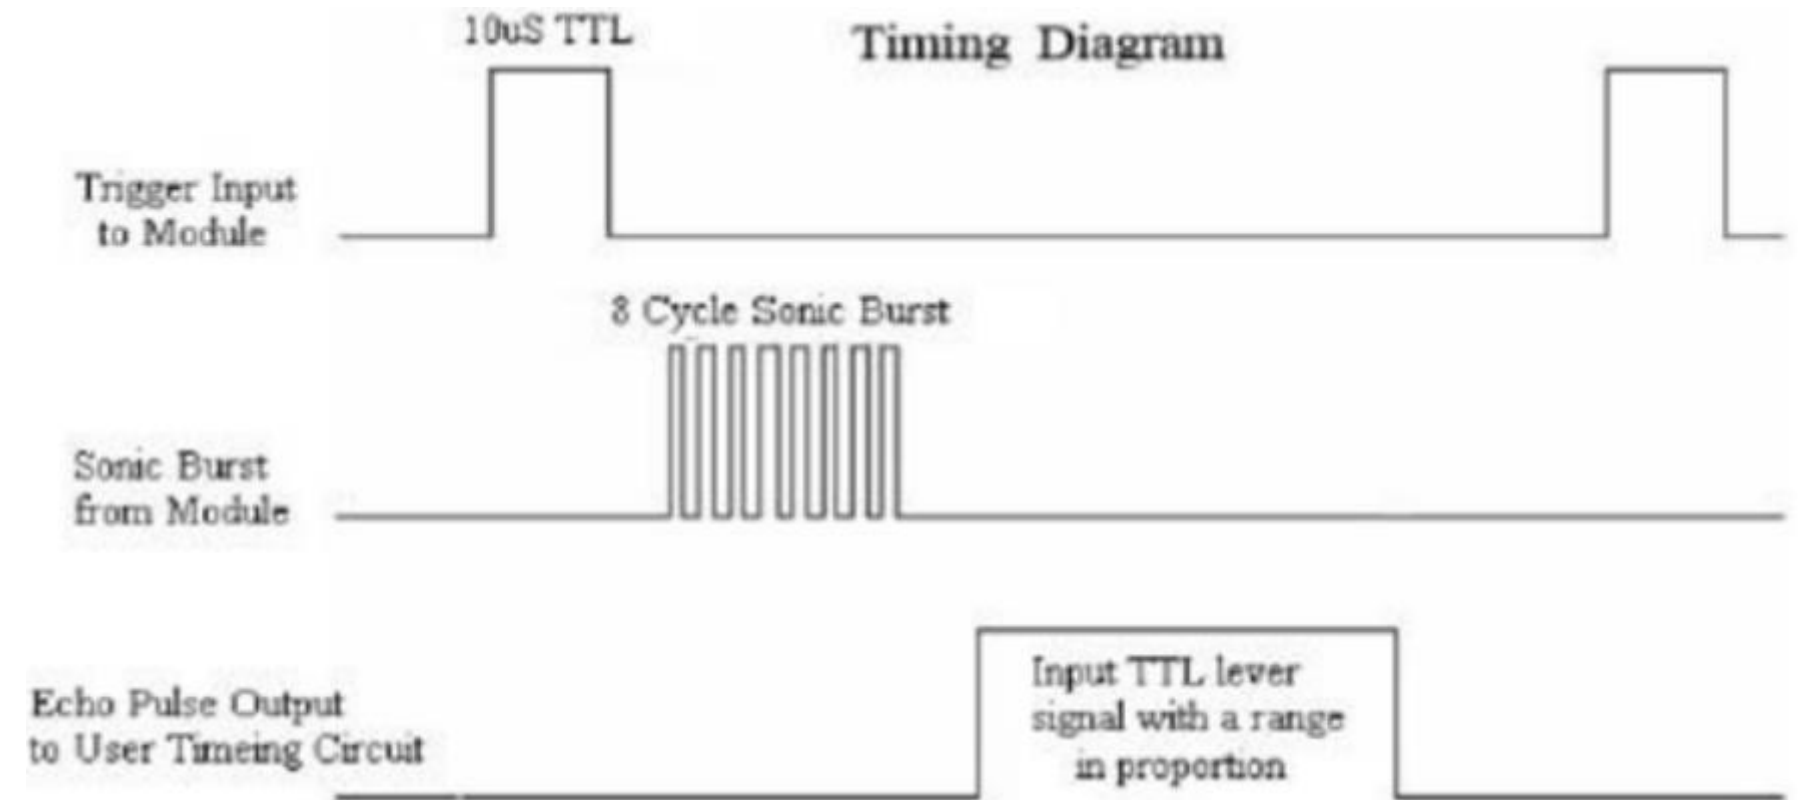 10uS TTL
Timing Diagram
Trigger Input
to Module
8 Cycle Sonic Burst
Sonic Burst
from Module
Input TTL lever
signal with a range
in proportion
Echo Pulse Output
to User Timeing Circuit